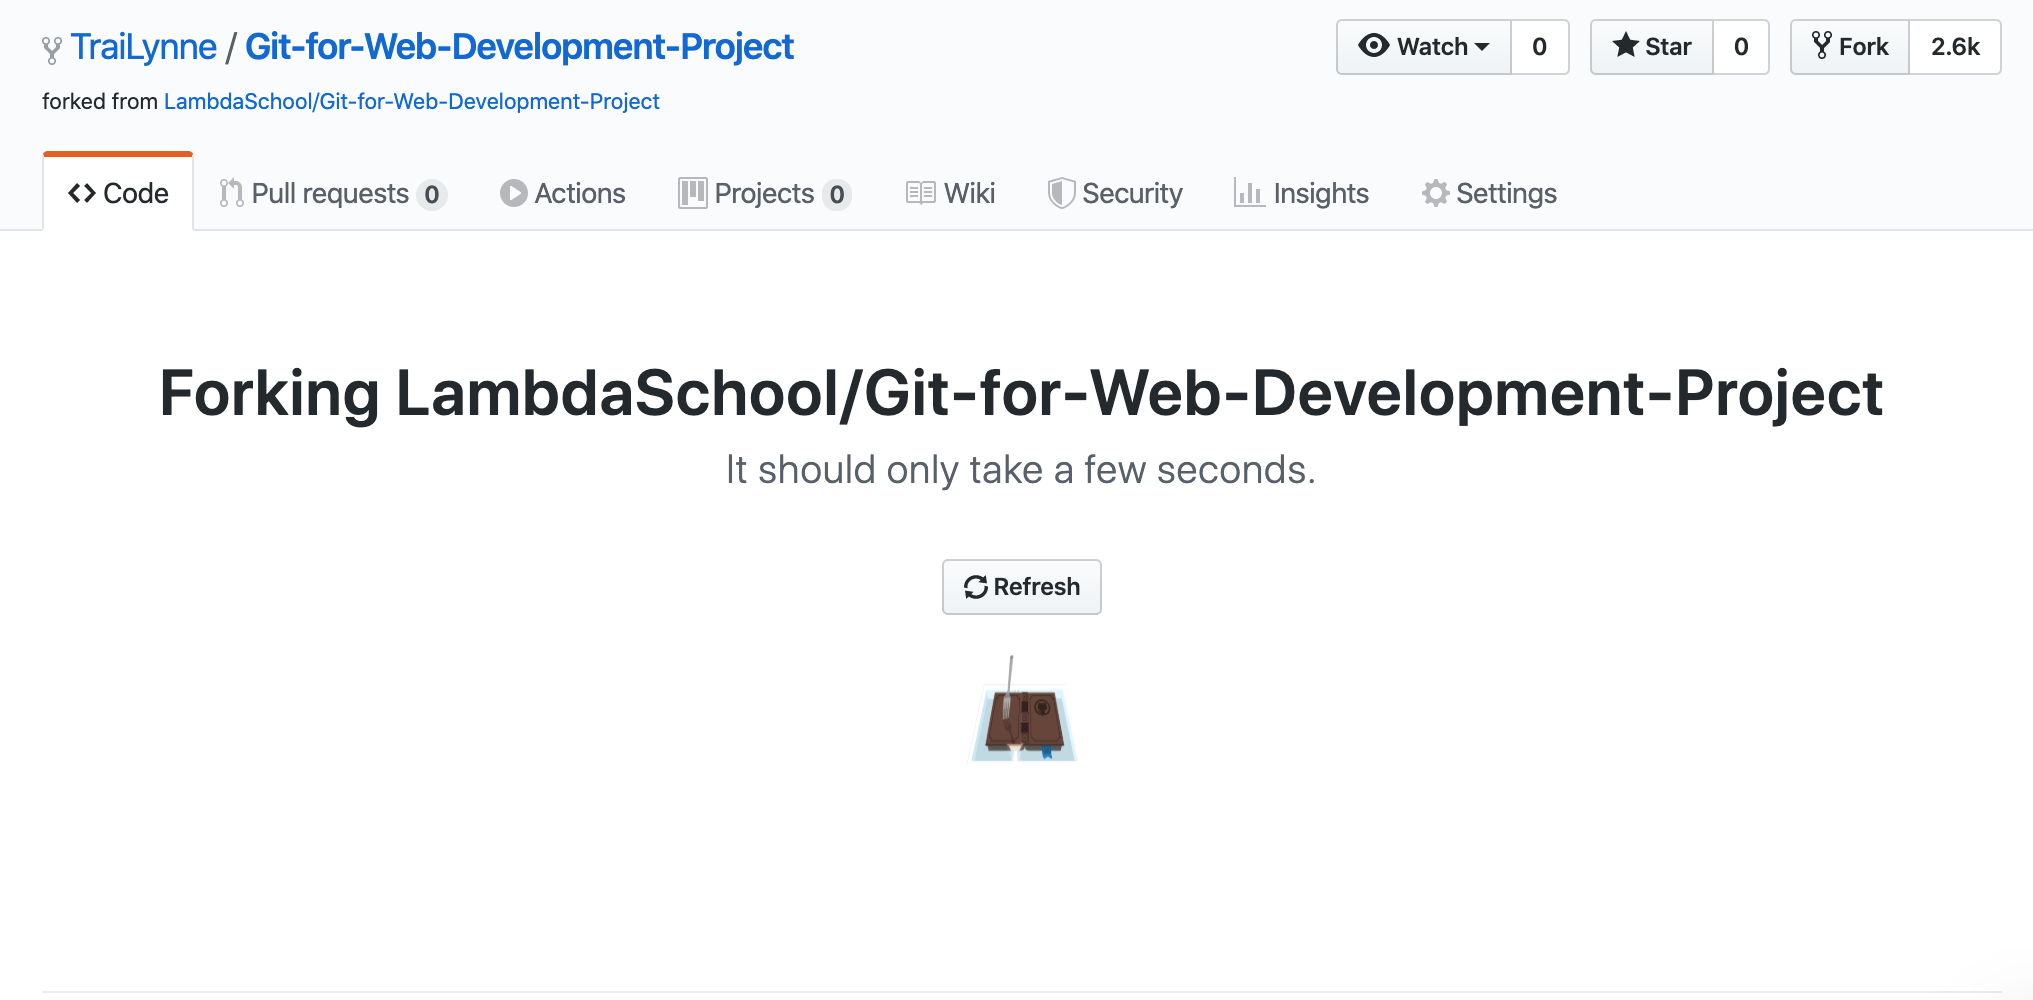 TraiLynne / Git-for-Web-Development-Project
Watch 0 Star 0 Fork 2.6k
forked from LambdaSchool/Git-for-Web-Development-Project
Code Pull requests 0 Actions Projects 0 Wiki Security Insights Settings
Forking LambdaSchool/Git-for-Web-Development-Project
It should only take a few seconds.
Refresh